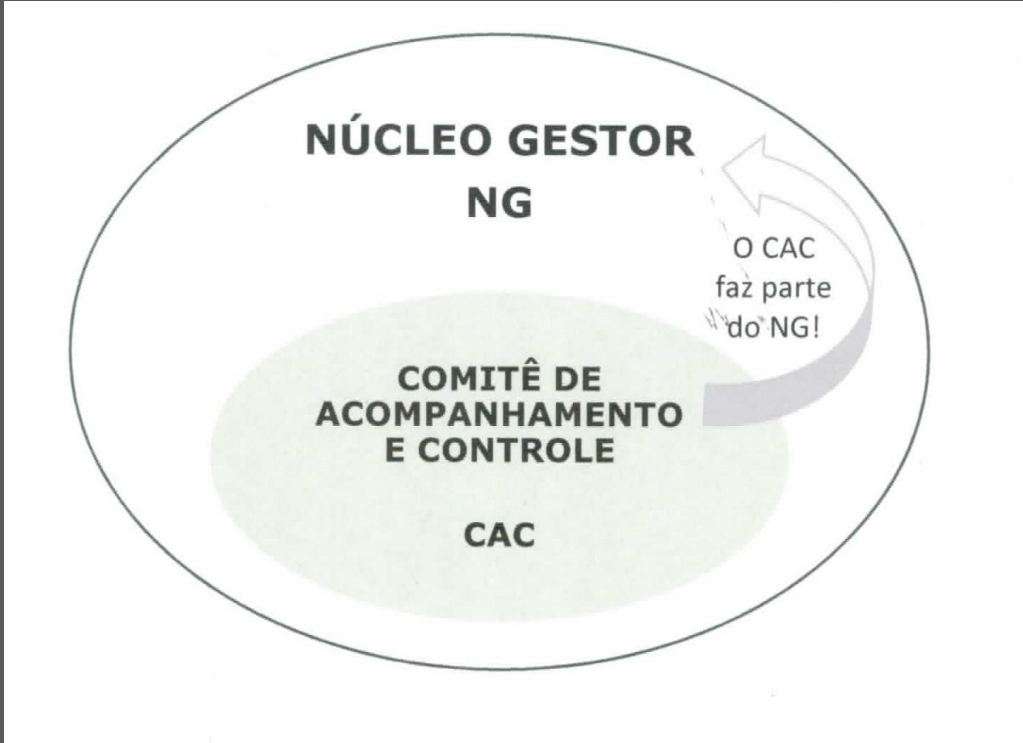 NÚCLEO GESTOR
NG
O CAC
faz parte
do NG!
COMITÊ DE
ACOMPANHAMENTO
E CONTROLE
CAC